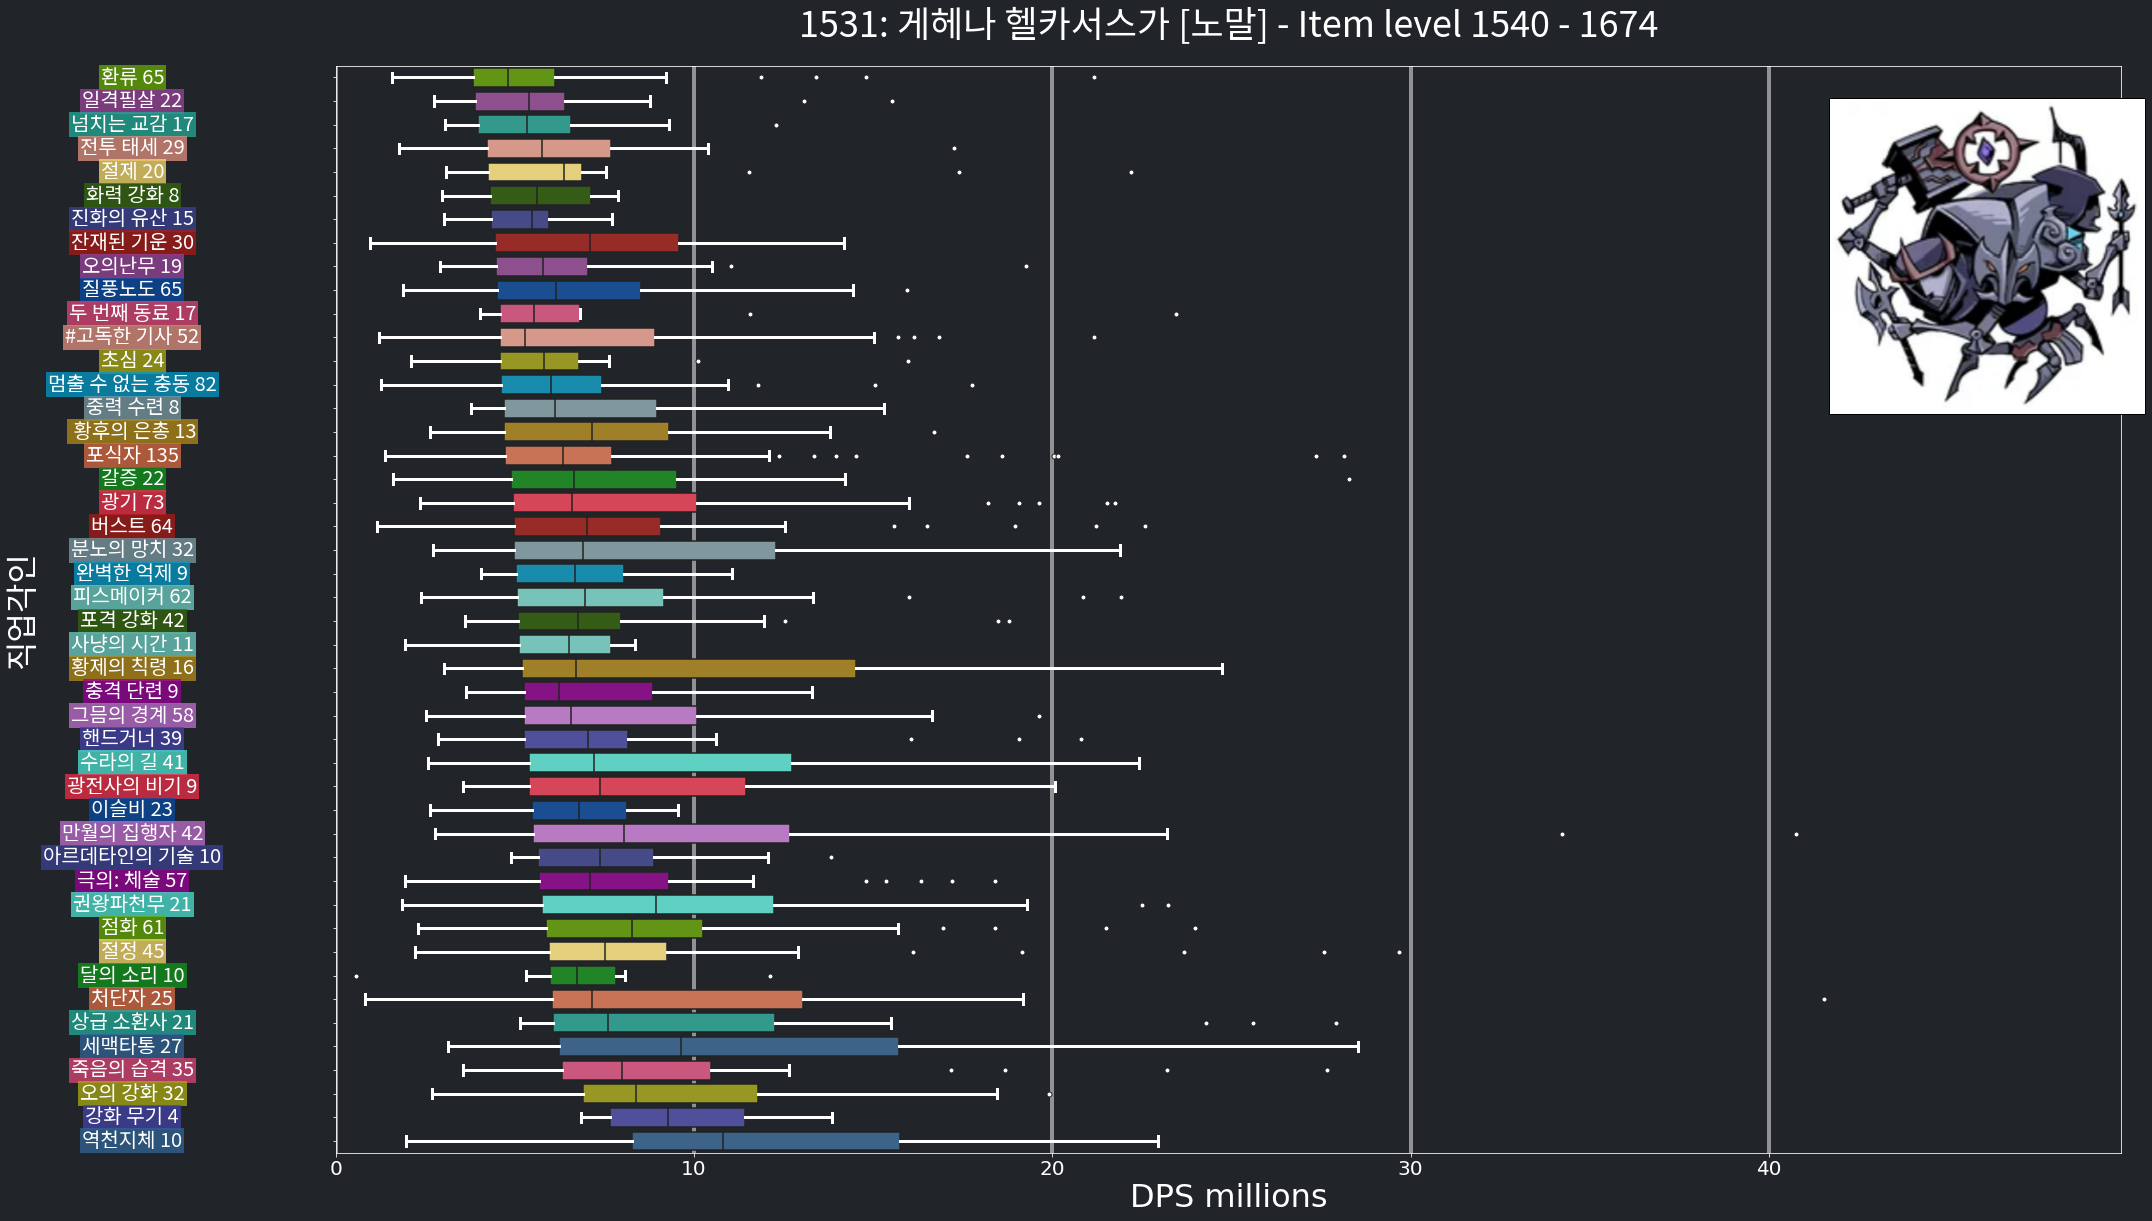 1531: 게헤나 헬카서스가 [노말] - Item level 1540 - 1674
직업각인
환류 65
일격필살 22
넘치는 교감 17
전투 태세 29
절제 20
화력 강화 8
진화의 유산 15
잔재된 기운 30
오의난무 19
질풍노도 65
두 번째 동료 17
#고독한 기사 52
초심 24
멈출 수 없는 충동 82
중력 수련 8
황후의 은총 13
포식자 135
갈증 22
광기 73
버스트 64
분노의 망치 32
완벽한 억제 9
피스메이커 62
포격 강화 42
사냥의 시간 11
황제의 칙령 16
충격 단련 9
그믐의 경계 58
핸드거너 39
수라의 길 41
광전사의 비기 9
이슬비 23
만월의 집행자 42
아르데타인의 기술 10
극의: 체술 57
권왕파천무 21
점화 61
절정 45
달의 소리 10
처단자 25
상급 소환사 21
세맥타통 27
죽음의 습격 35
오의 강화 32
강화 무기 4
역천지체 10
0 10 20 30 40
DPS millions